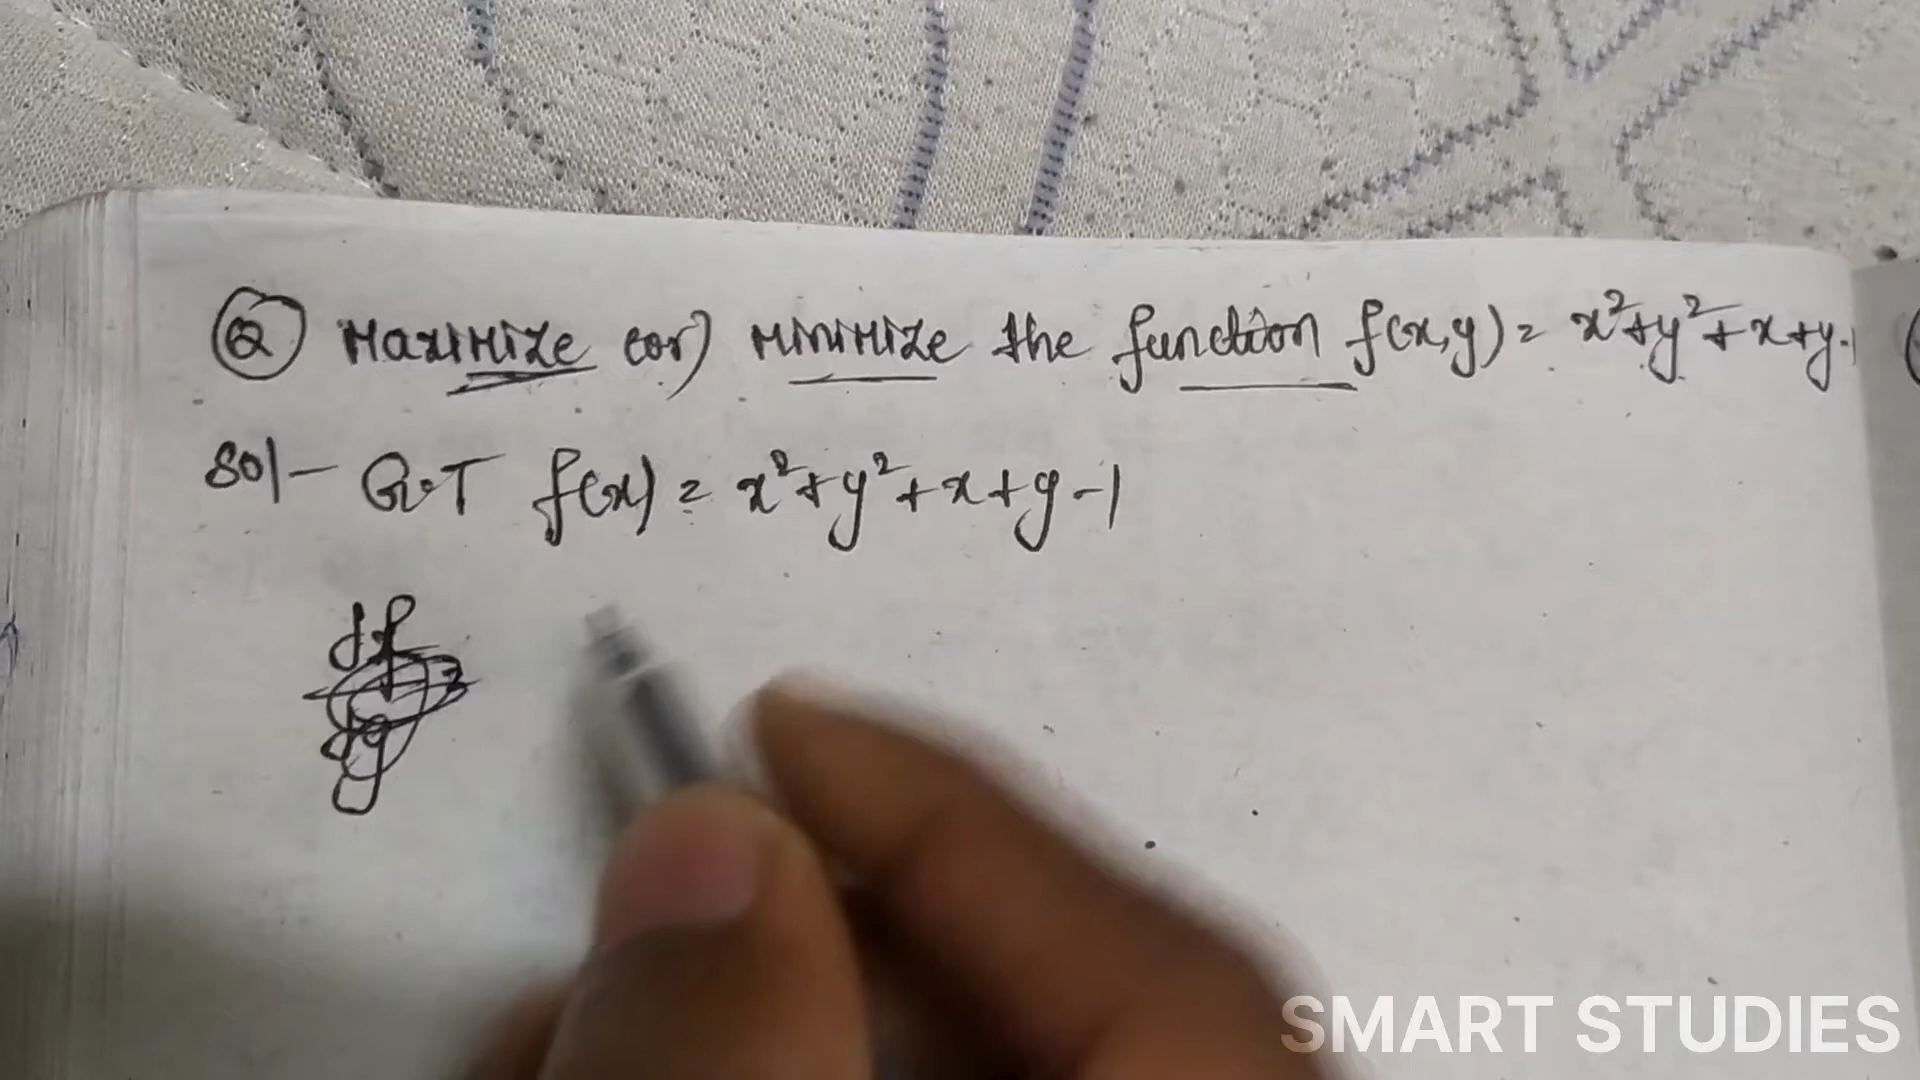 Q Maximize (or) Minimize the function f(x,y) = x²+y²+x+y-1
Sol- G.T f(x) = x²+y²+x+y-1
SMART STUDIES